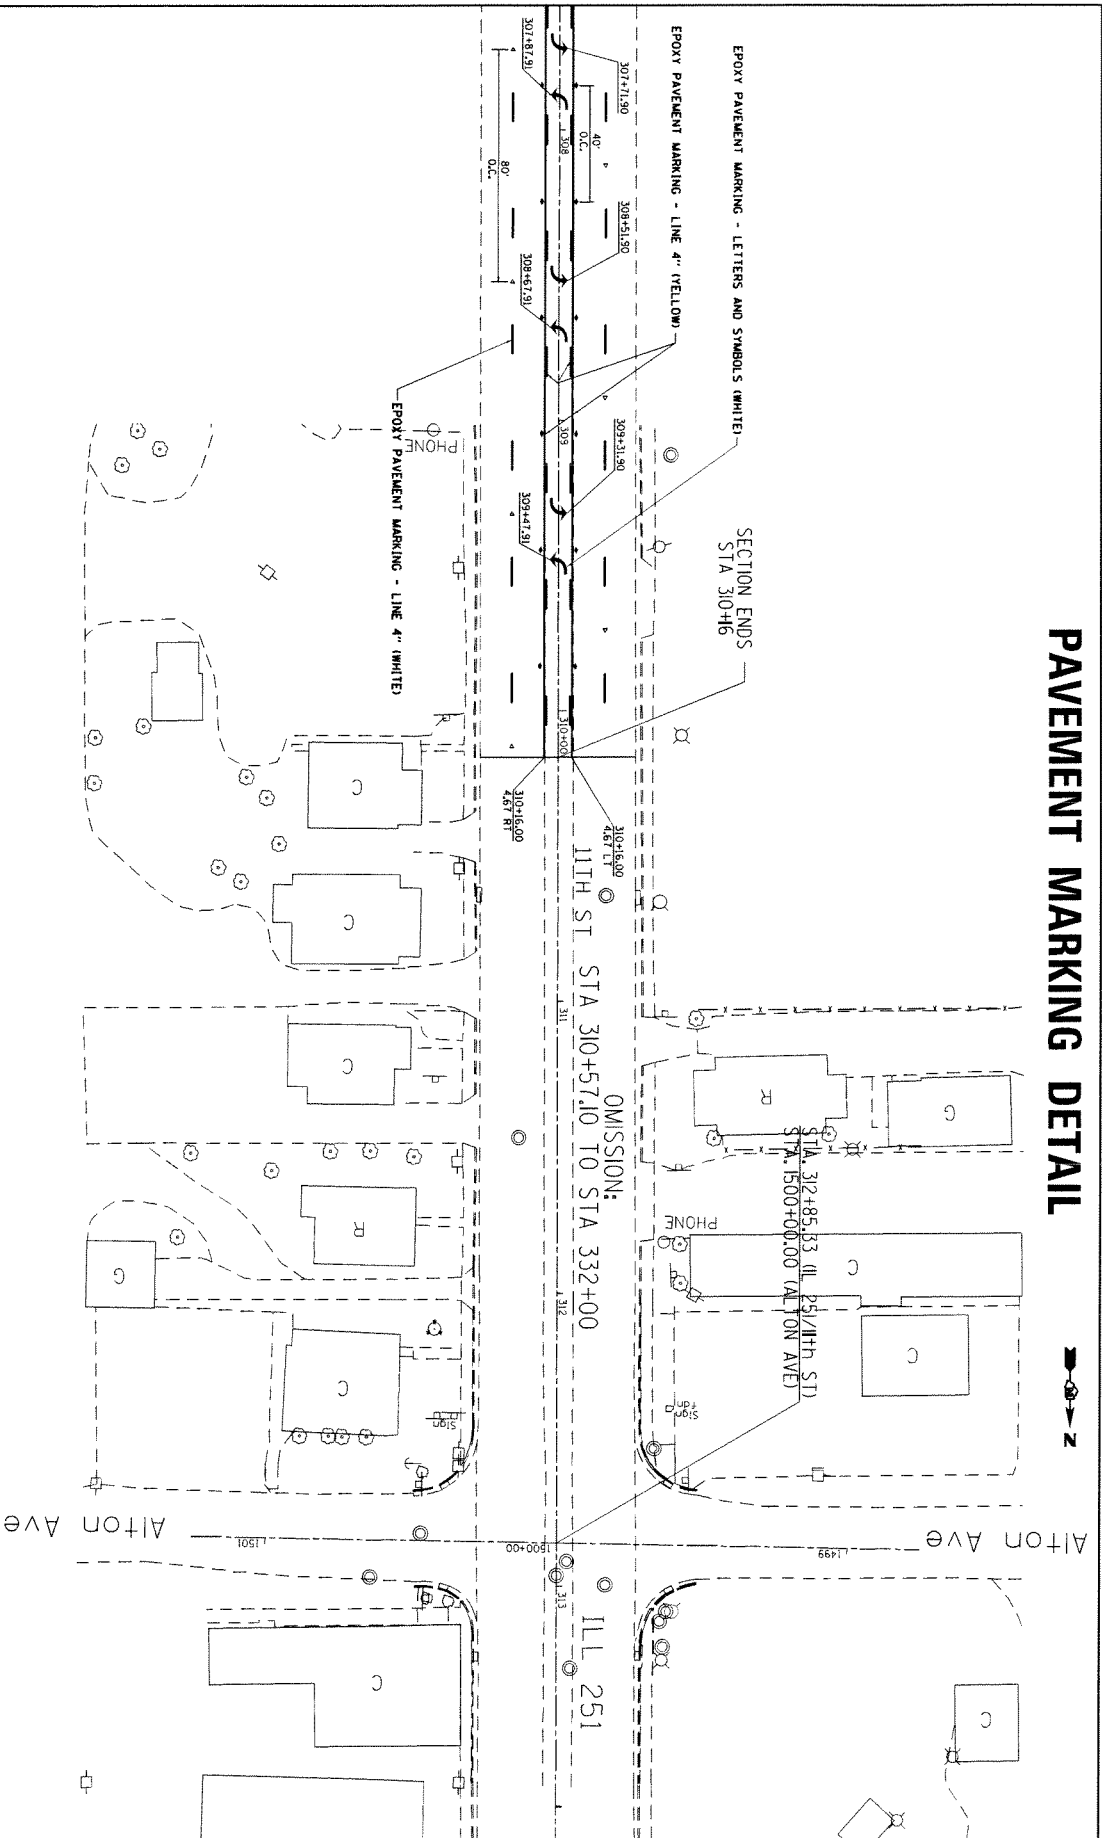 PAVEMENT MARKING DETAIL
N
EPOXY PAVEMENT MARKING - LETTERS AND SYMBOLS (WHITE)
EPOXY PAVEMENT MARKING - LINE 4" (YELLOW)
307+71.90
308+51.90
309+31.90
40'
O.C.
308
309
310+00
307+87.91
308+67.91
309+47.91
80'
O.C.
EPOXY PAVEMENT MARKING - LINE 4" (WHITE)
SECTION ENDS
STA 310+16
310+16.00
4.67 LT
310+16.00
4.67 RT
OMISSION:
11TH ST STA 310+57.10 TO STA 332+00
311
312
313
STA. 312+85.33 (IL 251/11th ST)
STA. 1500+00.00 (ALTON AVE)
ILL 251
Alton Ave
1499
1500+00
1501
Alton Ave
PHONE
PHONE
Sign
fdn
Sign
G
R
C
C
C
C
C
C
R
G
C
C